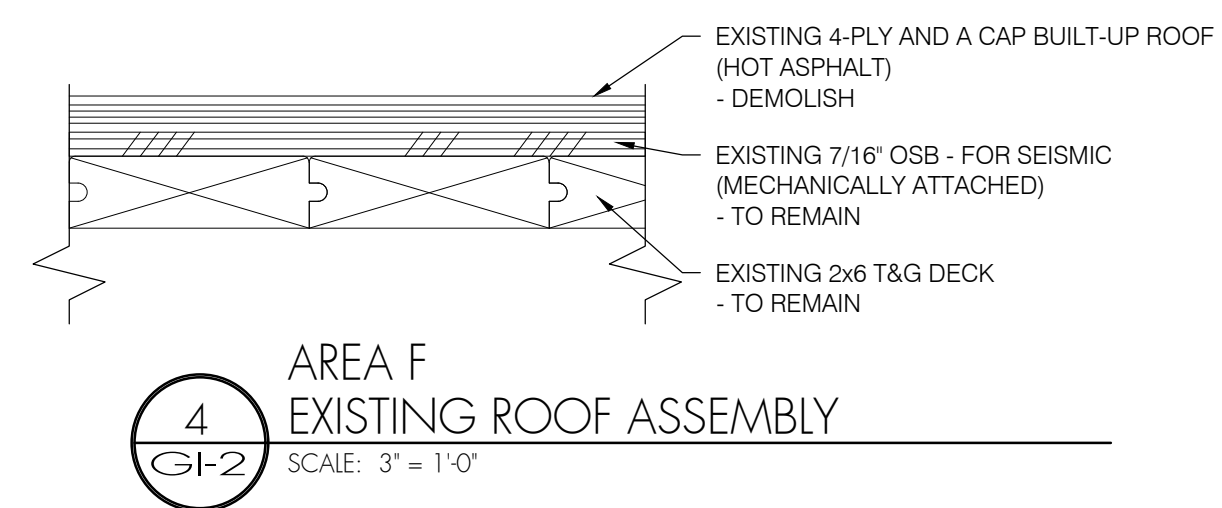 EXISTING 4-PLY AND A CAP BUILT-UP ROOF
(HOT ASPHALT)
- DEMOLISH
EXISTING 7/16" OSB - FOR SEISMIC
(MECHANICALLY ATTACHED)
- TO REMAIN
EXISTING 2x6 T&G DECK
- TO REMAIN
AREA F
4
EXISTING ROOF ASSEMBLY
GI-2
SCALE: 3" = 1'-0"